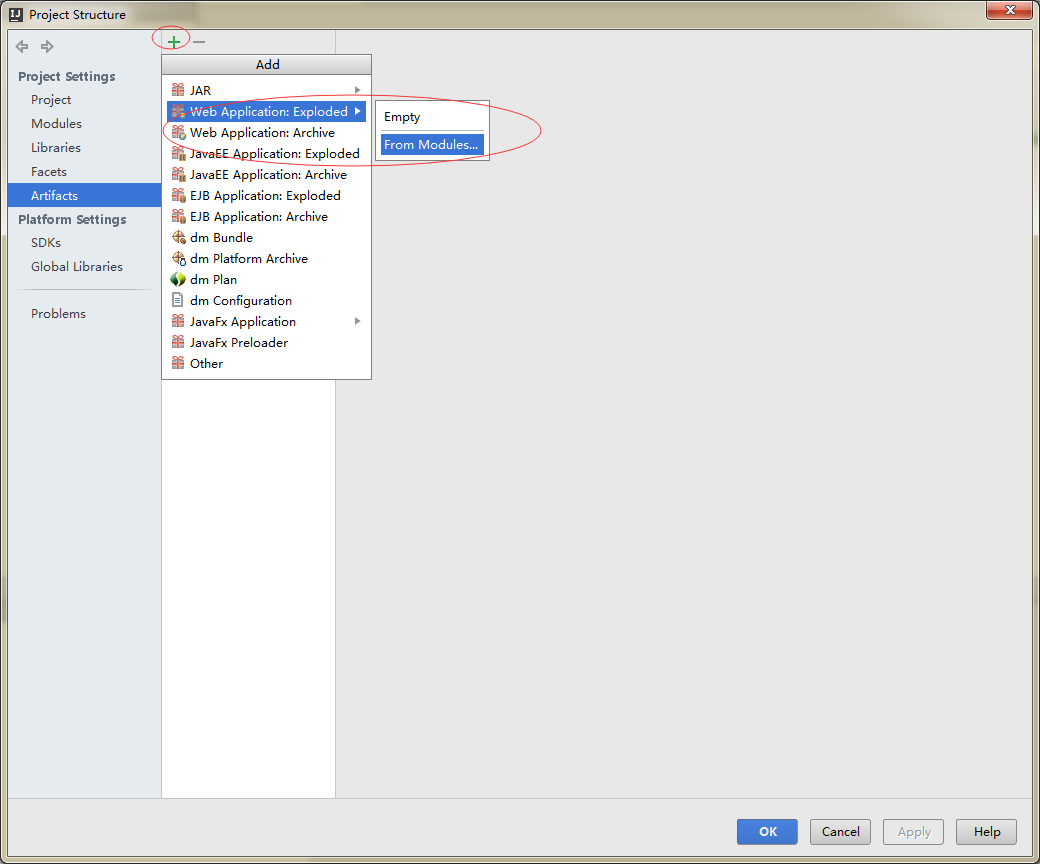 IJ Project Structure
Project Settings
Project
Modules
Libraries
Facets
Artifacts
Platform Settings
SDKs
Global Libraries
Problems
Add
JAR
Web Application: Exploded
Web Application: Archive
JavaEE Application: Exploded
JavaEE Application: Archive
EJB Application: Exploded
EJB Application: Archive
dm Bundle
dm Platform Archive
dm Plan
dm Configuration
JavaFx Application
JavaFx Preloader
Other
Empty
From Modules...
OK
Cancel
Apply
Help